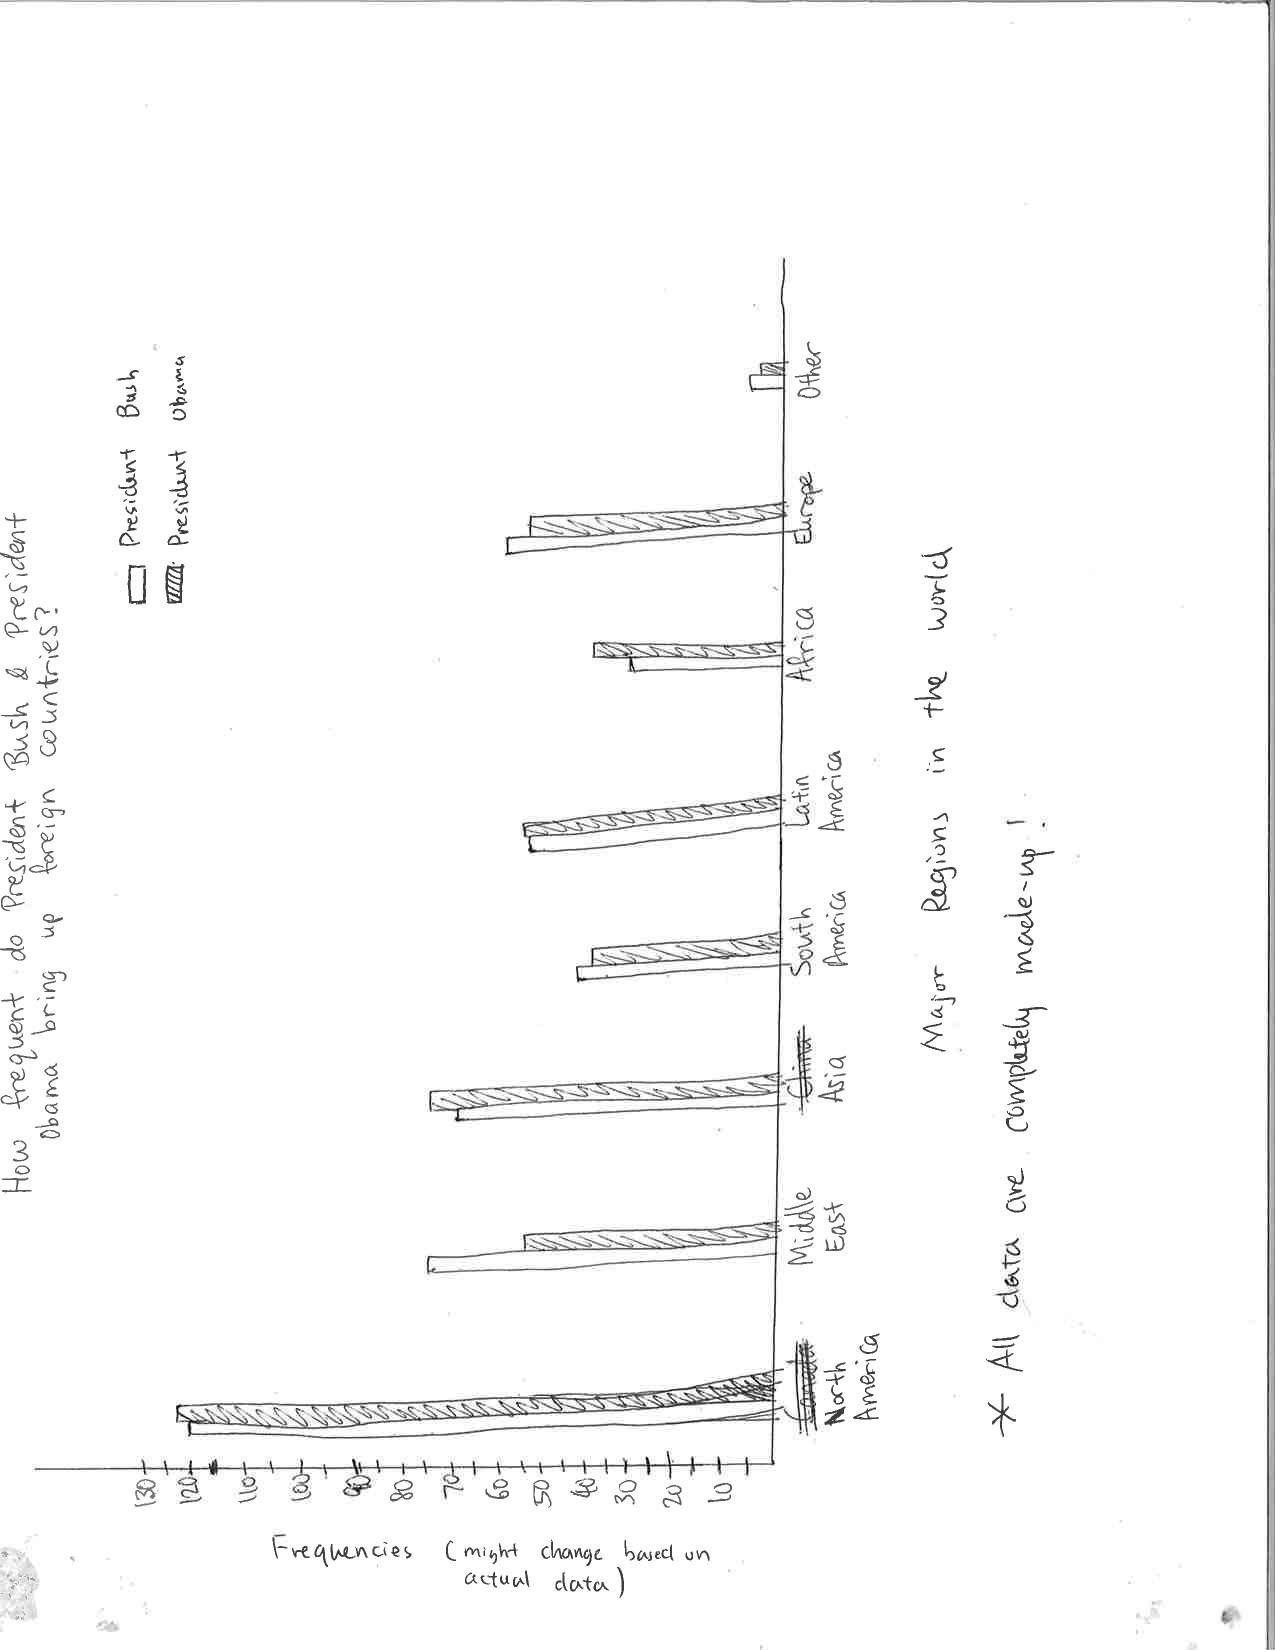 How frequent do President Bush & President
Obama bring up foreign countries?
President Bush
President Obama
Frequencies (might change based on
actual data)
130
120
110
100
90
80
70
60
50
40
30
20
10
Canada
North
America
Middle
East
China
Asia
South
America
Latin
America
Africa
Europe
Other
Major Regions in the world
* All data are completely made-up!